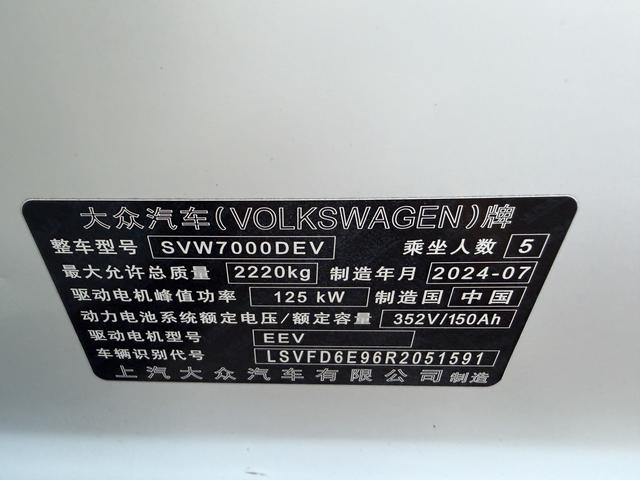 大众汽车(VOLKSWAGEN)牌
整车型号 SVW7000DEV 乘坐人数 5
最大允许总质量 2220kg 制造年月 2024-07
驱动电机峰值功率 125 kW 制造国 中国
动力电池系统额定电压/额定容量 352V/150Ah
驱动电机型号 EEV
车辆识别代号 LSVFD6E96R2051591
上汽大众汽车有限公司 制造